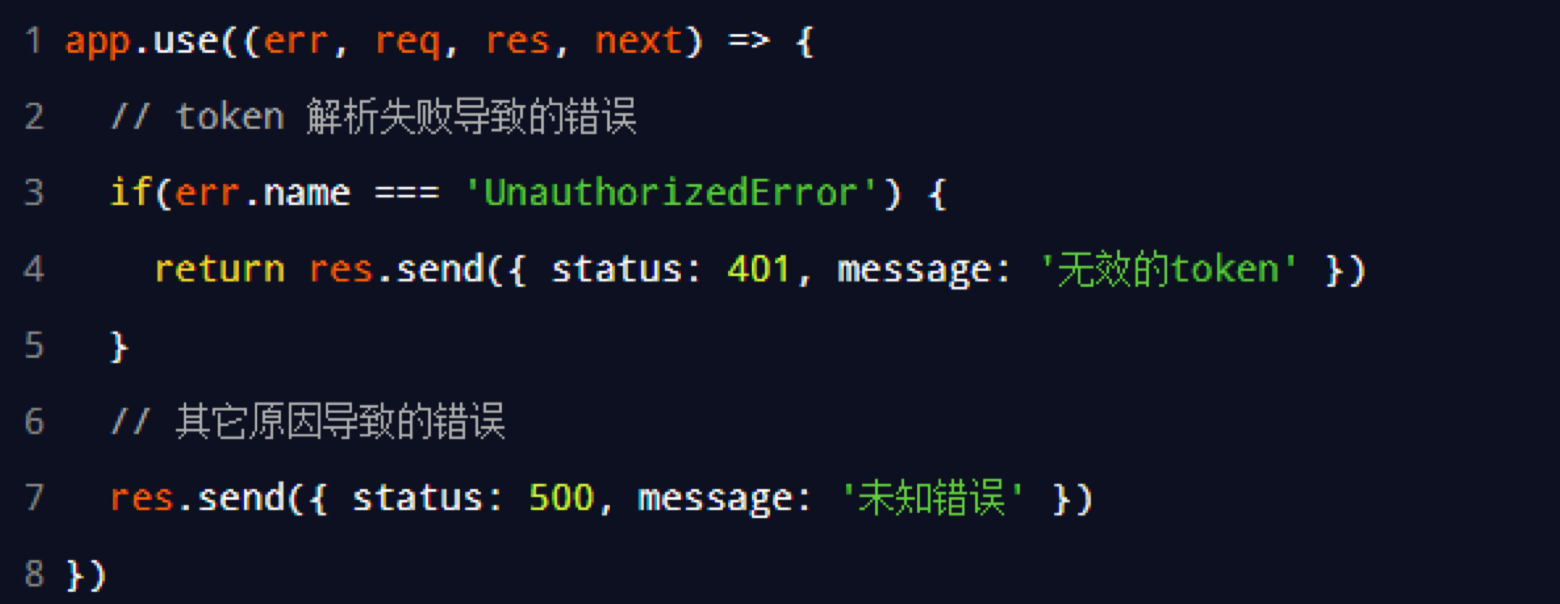 1 app.use((err, req, res, next) => {
2   // token 解析失败导致的错误
3   if(err.name === 'UnauthorizedError') {
4     return res.send({ status: 401, message: '无效的token' })
5   }
6   // 其它原因导致的错误
7   res.send({ status: 500, message: '未知错误' })
8 })